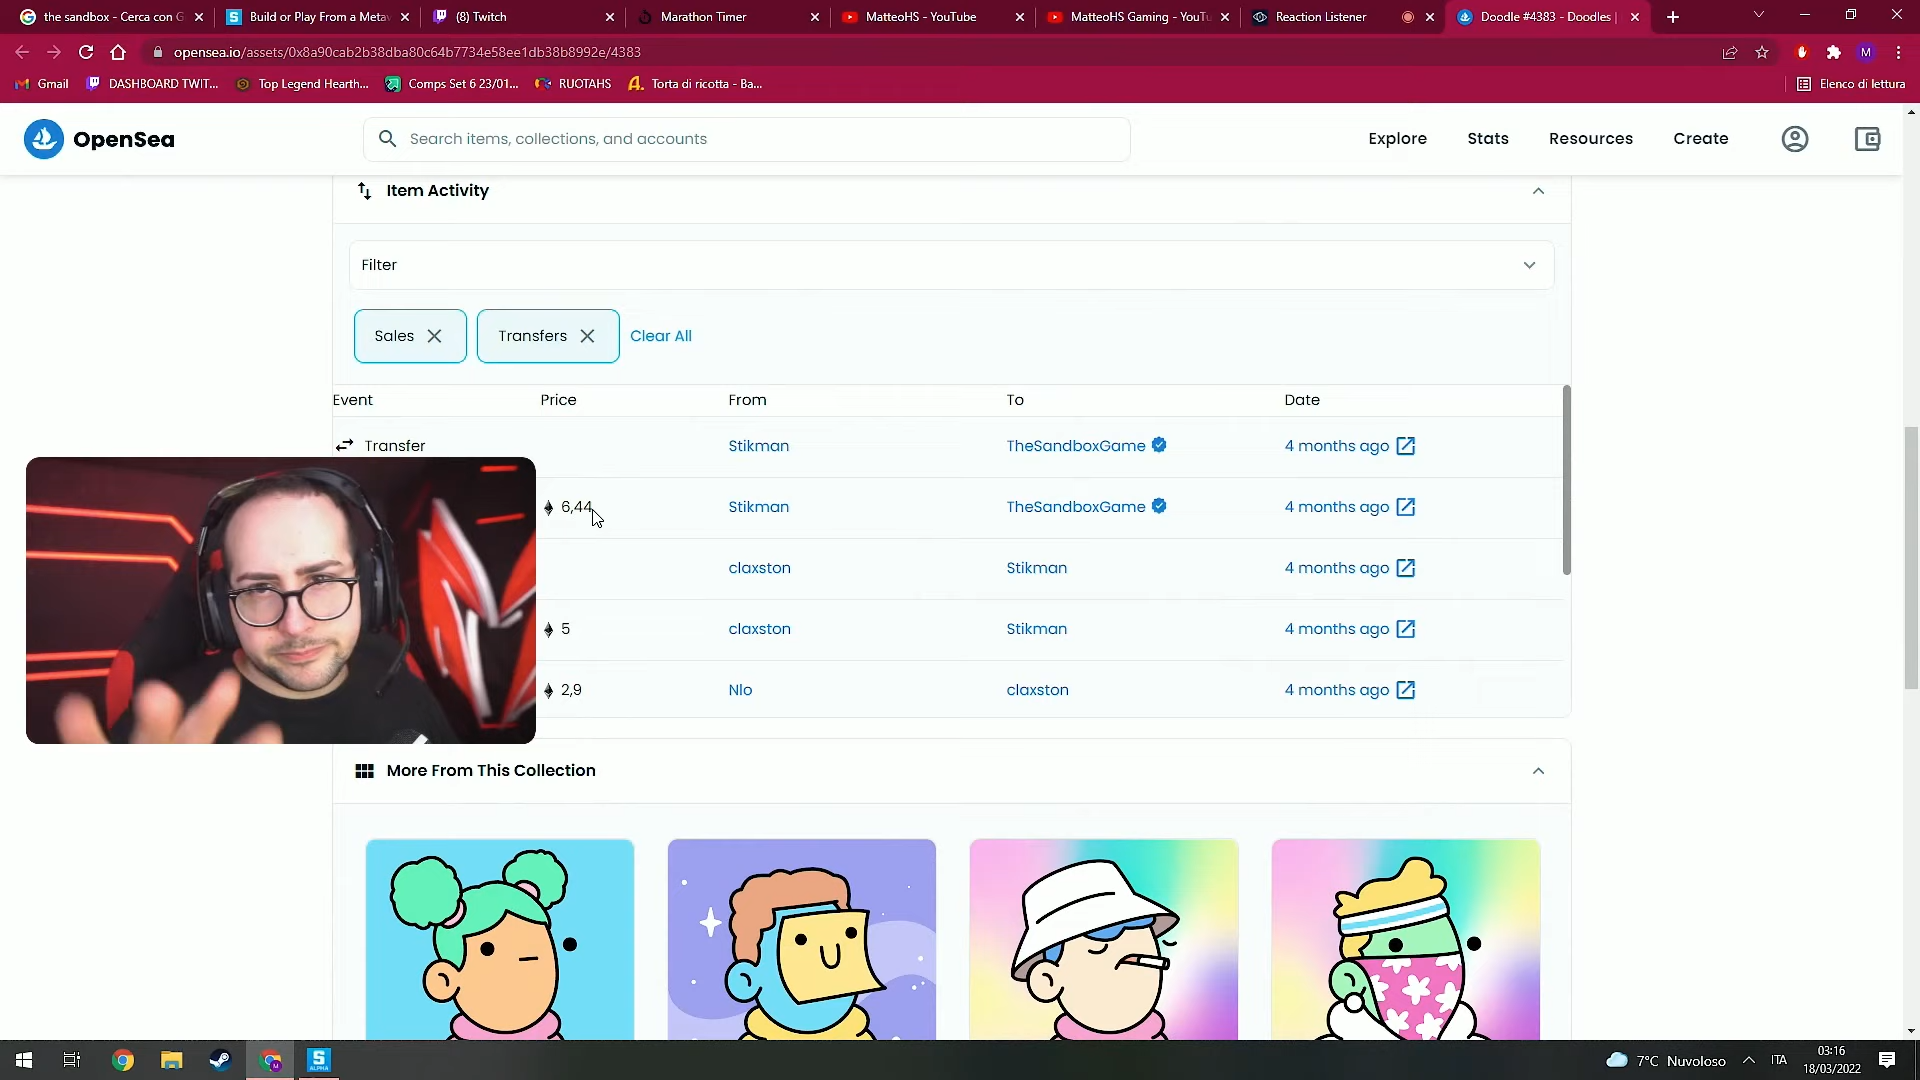 the sandbox - Cerca con G
Build or Play From a Metav
(8) Twitch
Marathon Timer
MatteoHS - YouTube
MatteoHS Gaming - YouTu
Reaction Listener
Doodle #4383 - Doodles |
opensea.io/assets/0x8a90cab2b38dba80c64b7734e58ee1db38b8992e/4383
M
Gmail
DASHBOARD TWIT...
Top Legend Hearth...
Comps Set 6 23/01...
RUOTAHS
Torta di ricotta - Ba...
Elenco di lettura
OpenSea
Search items, collections, and accounts
Explore
Stats
Resources
Create
Item Activity
Filter
Sales
Transfers
Clear All
Event Price From To Date
Transfer Stikman TheSandboxGame 4 months ago
6,44 Stikman TheSandboxGame 4 months ago
claxston Stikman 4 months ago
5 claxston Stikman 4 months ago
2,9 Nlo claxston 4 months ago
More From This Collection
S ALPHA
7°C Nuvoloso
ITA
03:16
18/03/2022